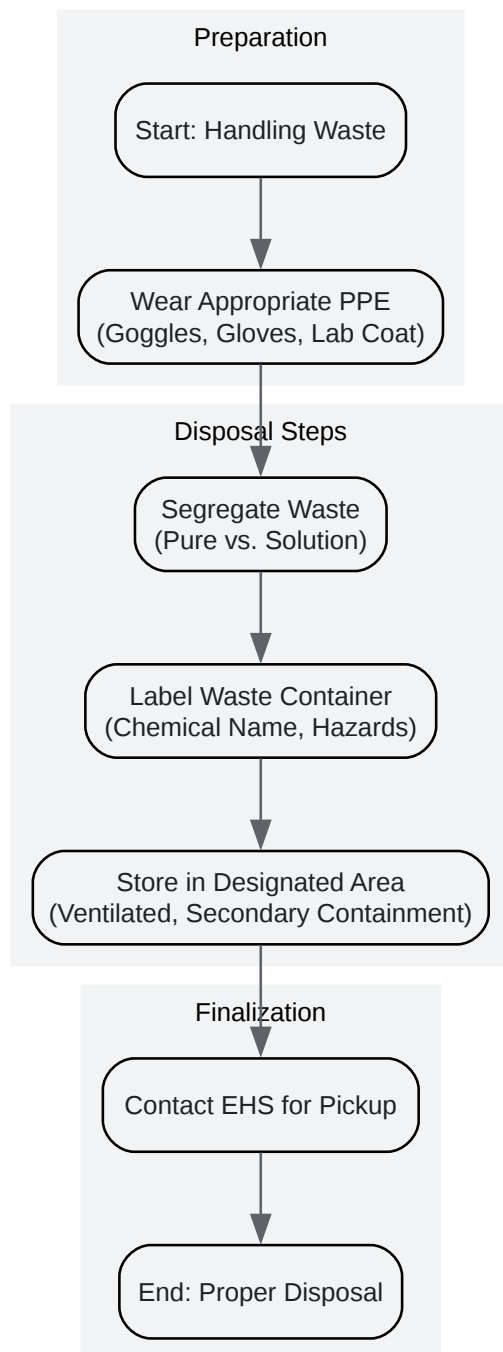 Preparation
Start: Handling Waste
Wear Appropriate PPE
(Goggles, Gloves, Lab Coat)
Disposal Steps
Segregate Waste
(Pure vs. Solution)
Label Waste Container
(Chemical Name, Hazards)
Store in Designated Area
(Ventilated, Secondary Containment)
Finalization
Contact EHS for Pickup
End: Proper Disposal